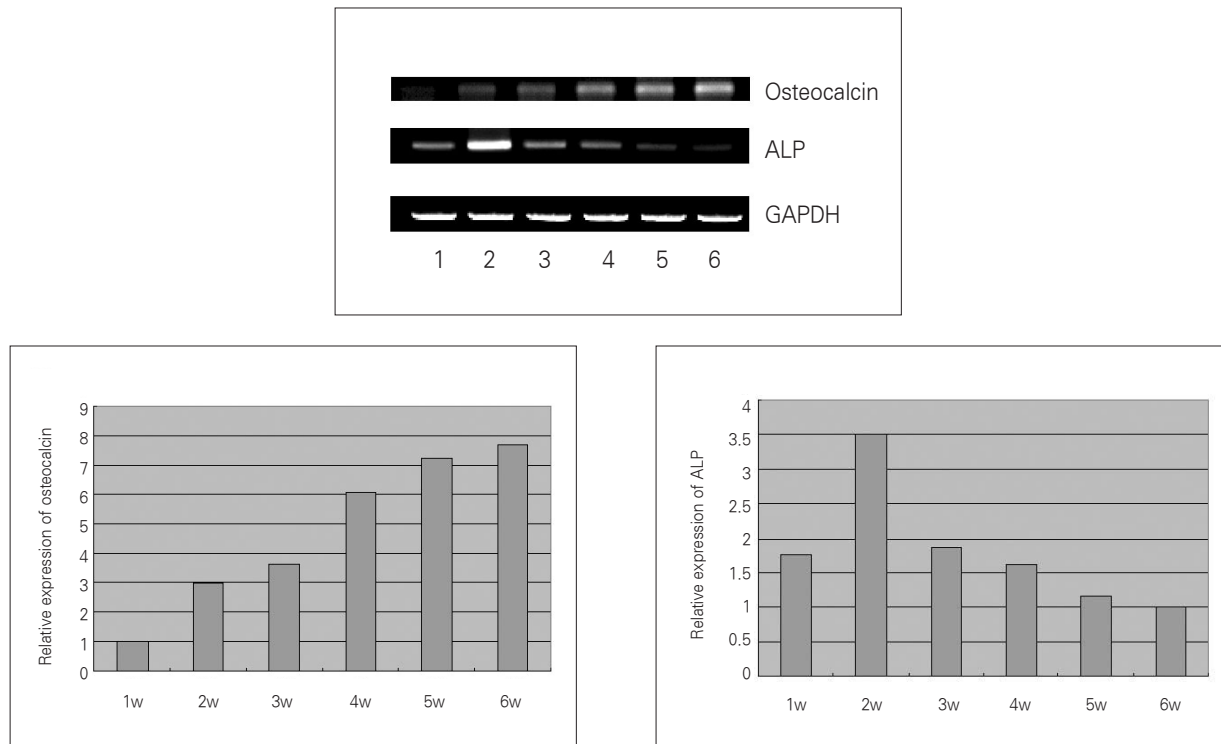 Osteocalcin
ALP
GAPDH
1 2 3 4 5 6
Relative expression of osteocalcin
9
8
7
6
5
4
3
2
1
0
1w 2w 3w 4w 5w 6w
Relative expression of ALP
4
3.5
3
2.5
2
1.5
1
0.5
0
1w 2w 3w 4w 5w 6w